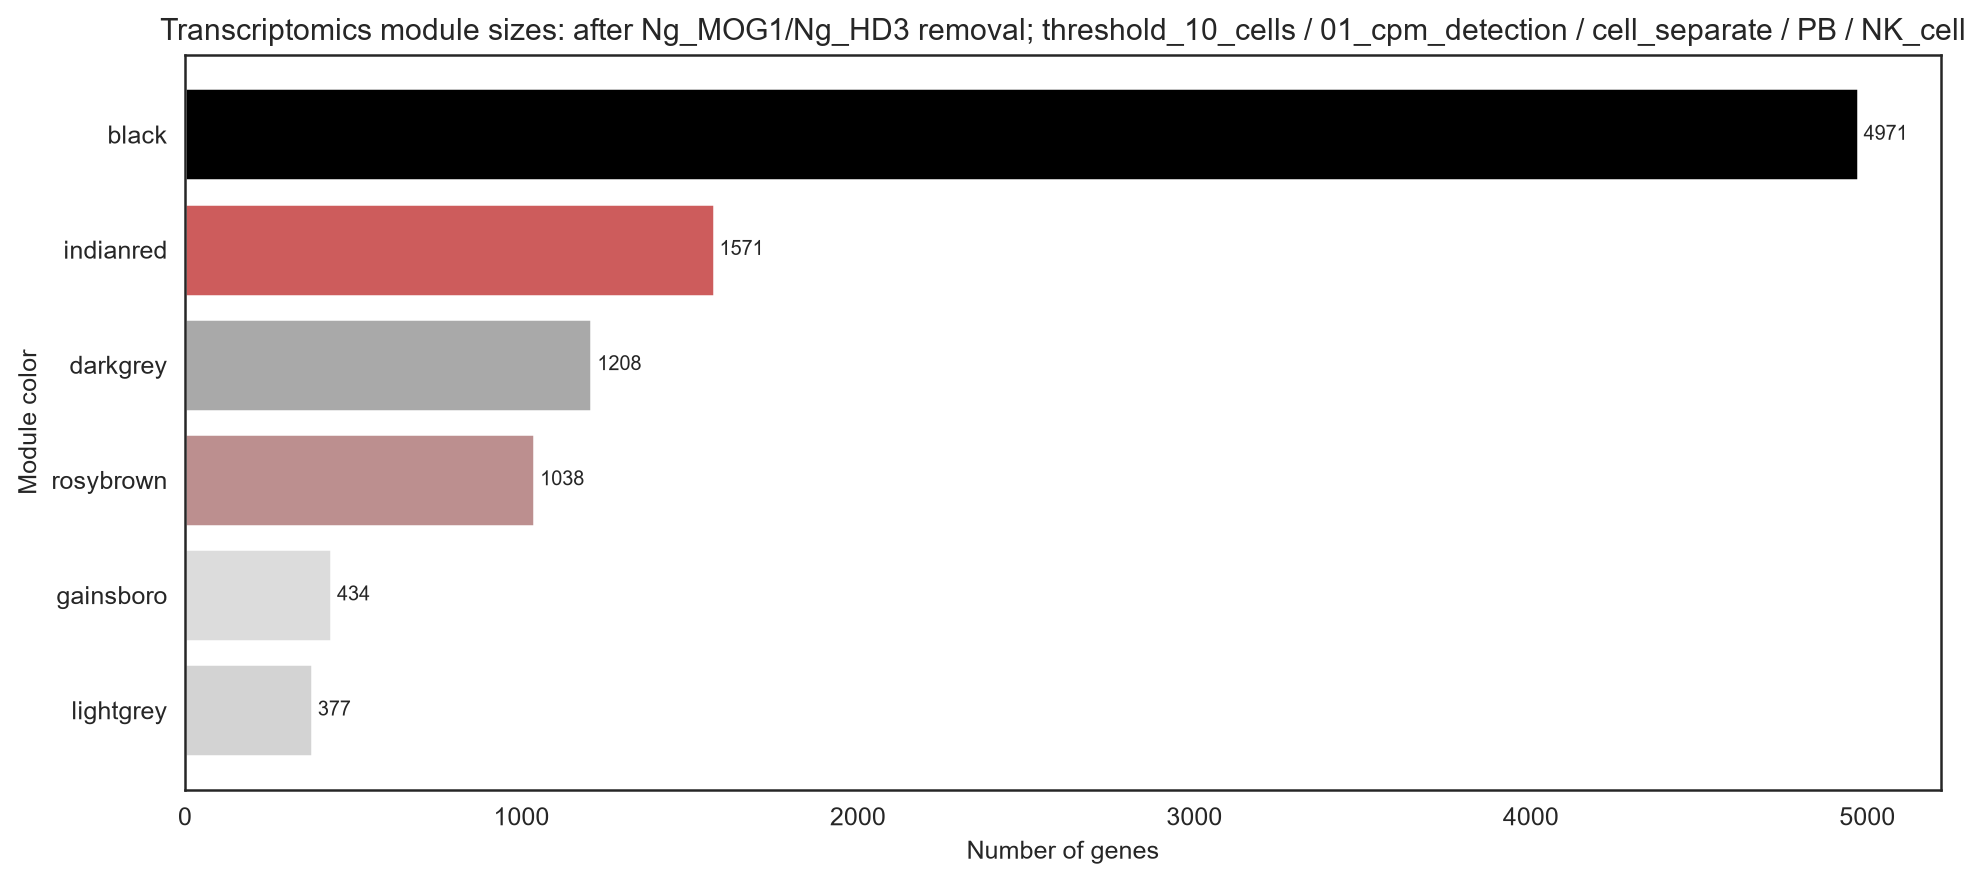 Transcriptomics module sizes: after Ng_MOG1/Ng_HD3 removal; threshold_10_cells / 01_cpm_detection / cell_separate / PB / NK_cell
black
4971
indianred
1571
darkgrey
1208
rosybrown
1038
gainsboro
434
lightgrey
377
Module color
0 1000 2000 3000 4000 5000
Number of genes